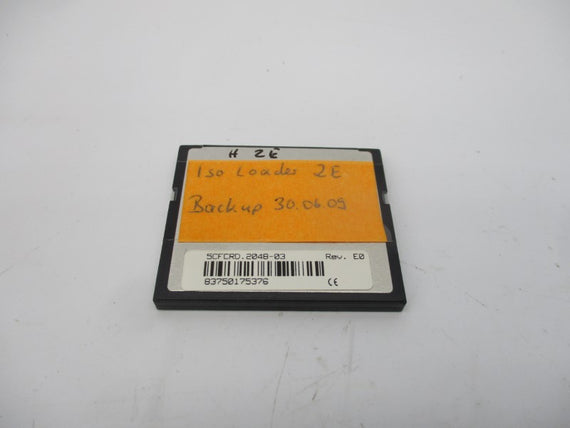 H 2E
Iso Loader 2E
Backup 30.06.09
5CFCRD.2048-03 Rev. E0
83750175376 CE